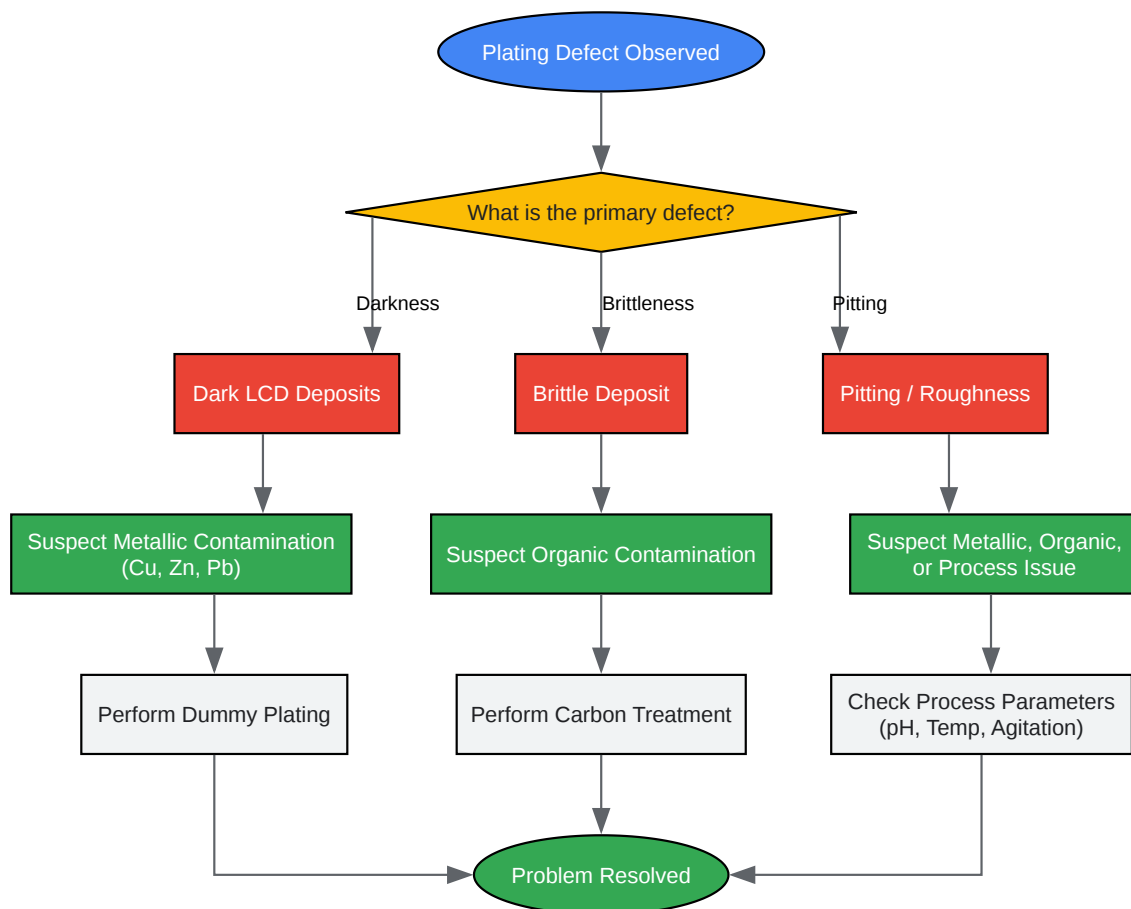 Plating Defect Observed
What is the primary defect?
Darkness
Brittleness
Pitting
Dark LCD Deposits
Brittle Deposit
Pitting / Roughness
Suspect Metallic Contamination
(Cu, Zn, Pb)
Suspect Organic Contamination
Suspect Metallic, Organic,
or Process Issue
Perform Dummy Plating
Perform Carbon Treatment
Check Process Parameters
(pH, Temp, Agitation)
Problem Resolved